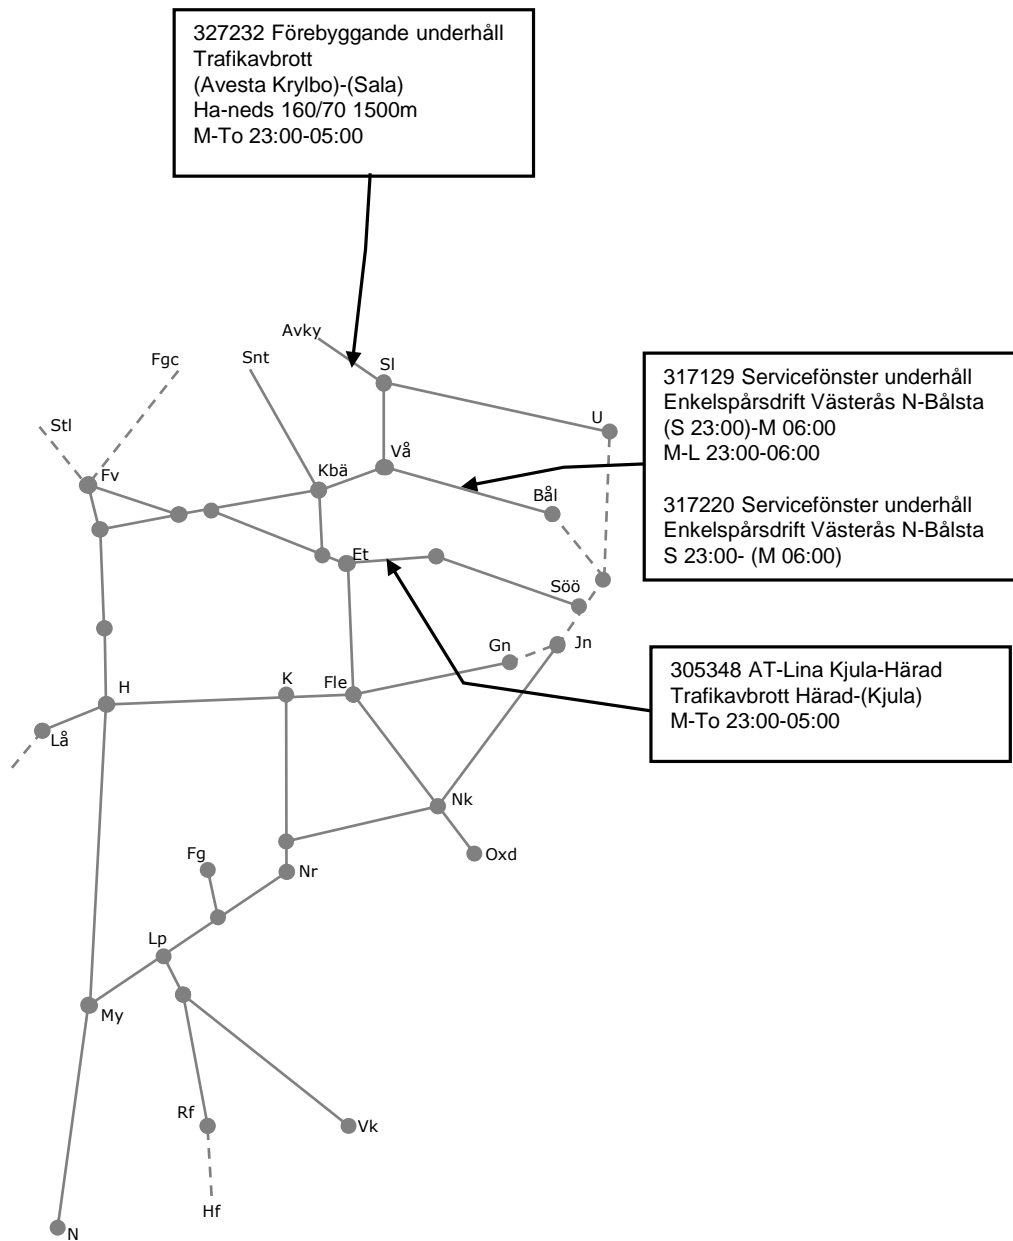 327232 Förebyggande underhåll
Trafikavbrott
(Avesta Krylbo)-(Sala)
Ha-neds 160/70 1500m
M-To 23:00-05:00
Avky
Fgc
Snt
Sl
317129 Servicefönster underhåll
Enkelspårsdrift Västerås N-Bålsta
(S 23:00)-M 06:00
M-L 23:00-06:00
317220 Servicefönster underhåll
Enkelspårsdrift Västerås N-Bålsta
S 23:00- (M 06:00)
Stl
U
Vå
Fv
Kbä
Bål
Et
Söö
Gn
Jn
305348 AT-Lina Kjula-Härad
Trafikavbrott Härad-(Kjula)
M-To 23:00-05:00
H
K
Fle
Lå
Nk
Fg
Nr
Oxd
Lp
My
Rf
Vk
Hf
N